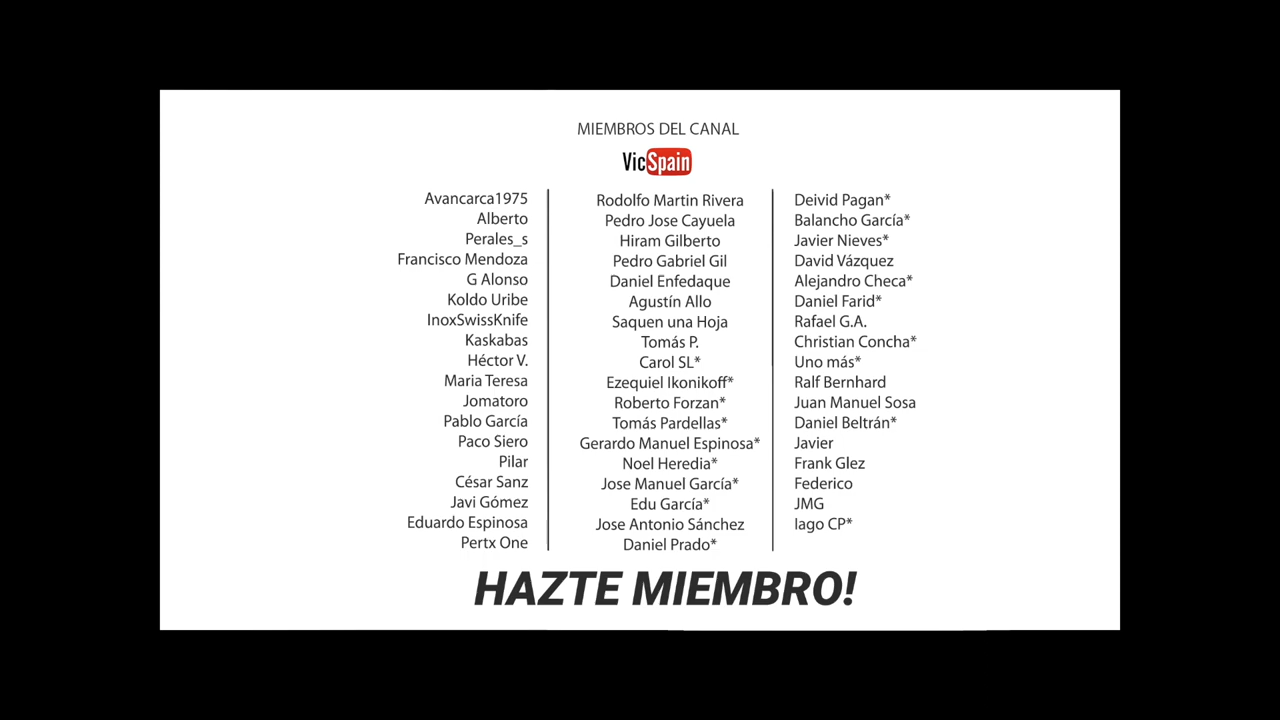 MIEMBROS DEL CANAL
VicSpain
Avancarca1975
Alberto
Perales_s
Francisco Mendoza
G Alonso
Koldo Uribe
InoxSwissKnife
Kaskabas
Héctor V.
Maria Teresa
Jomatoro
Pablo García
Paco Siero
Pilar
César Sanz
Javi Gómez
Eduardo Espinosa
Pertx One
Rodolfo Martin Rivera
Pedro Jose Cayuela
Hiram Gilberto
Pedro Gabriel Gil
Daniel Enfedaque
Agustín Allo
Saquen una Hoja
Tomás P.
Carol SL*
Ezequiel Ikonikoff*
Roberto Forzan*
Tomás Pardellas*
Gerardo Manuel Espinosa*
Noel Heredia*
Jose Manuel García*
Edu García*
Jose Antonio Sánchez
Daniel Prado*
Deivid Pagan*
Balancho García*
Javier Nieves*
David Vázquez
Alejandro Checa*
Daniel Farid*
Rafael G.A.
Christian Concha*
Uno más*
Ralf Bernhard
Juan Manuel Sosa
Daniel Beltrán*
Javier
Frank Glez
Federico
JMG
Iago CP*
HAZTE MIEMBRO!